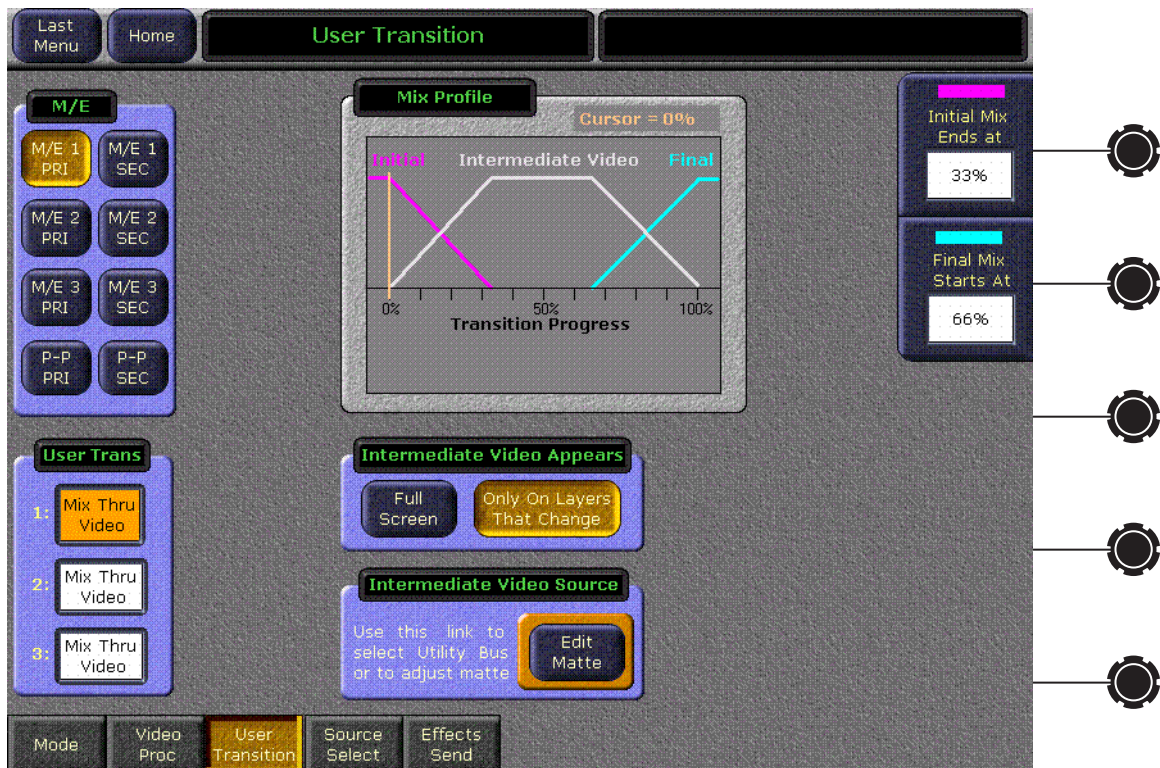 Last
Menu
Home
User Transition
M/E
M/E 1
PRI
M/E 1
SEC
M/E 2
PRI
M/E 2
SEC
M/E 3
PRI
M/E 3
SEC
P-P
PRI
P-P
SEC
User Trans
1: Mix Thru
Video
2: Mix Thru
Video
3: Mix Thru
Video
Mix Profile
Cursor = 0%
Initial Intermediate Video Final
0% 50% 100%
Transition Progress
Intermediate Video Appears
Full
Screen
Only On Layers
That Change
Intermediate Video Source
Use this link to
select Utility Bus
or to adjust matte
Edit
Matte
Initial Mix
Ends at
33%
Final Mix
Starts At
66%
Mode
Video
Proc
User
Transition
Source
Select
Effects
Send